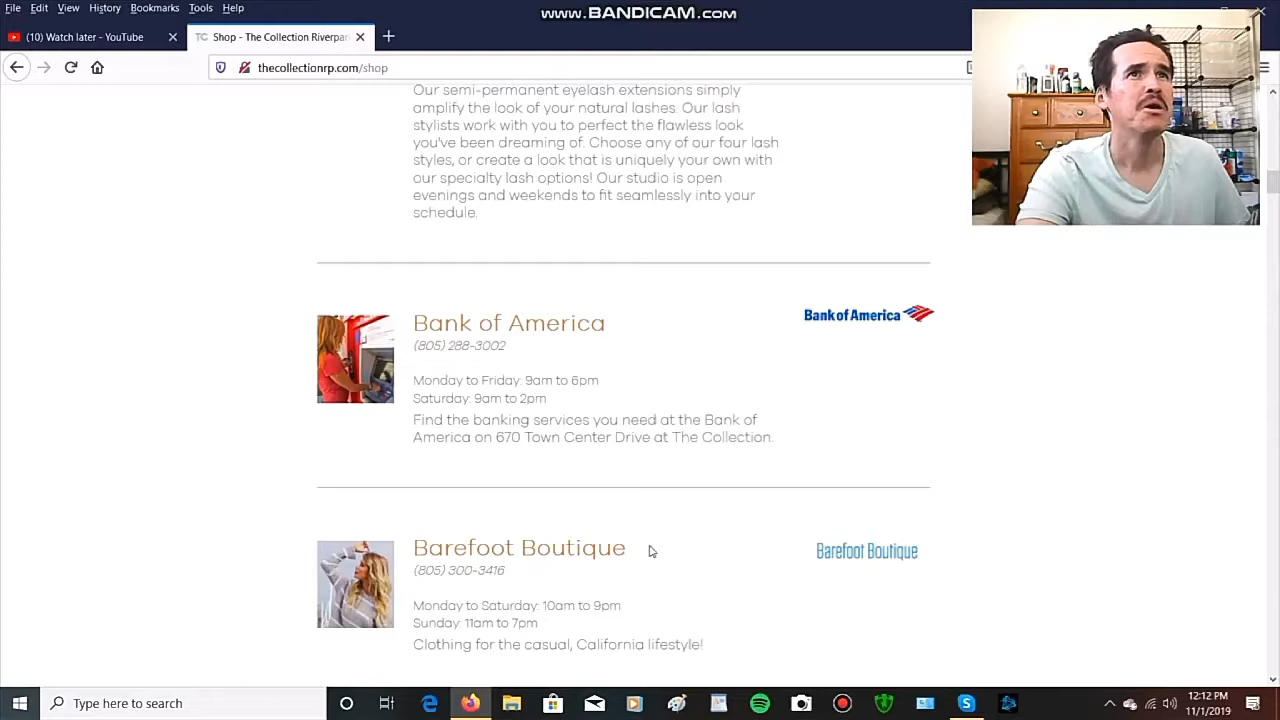 File Edit View History Bookmarks Tools Help
WWW.BANDICAM.COM
(10) Watch later - YouTube
TC Shop - The Collection Riverpar
thecollectionrp.com/shop
Our semi-permanent eyelash extensions simply
amplify the look of your natural lashes. Our lash
stylists work with you to perfect the flawless look
you've been dreaming of. Choose any of our four lash
styles, or create a look that is uniquely your own with
our specialty lash options! Our studio is open
evenings and weekends to fit seamlessly into your
schedule.
Bank of America
Bank of America
(805) 288-3002
Monday to Friday: 9am to 6pm
Saturday: 9am to 2pm
Find the banking services you need at the Bank of
America on 670 Town Center Drive at The Collection.
Barefoot Boutique
Barefoot Boutique
(805) 300-3416
Monday to Saturday: 10am to 9pm
Sunday: 11am to 7pm
Clothing for the casual, California lifestyle!
Type here to search
12:12 PM
11/1/2019